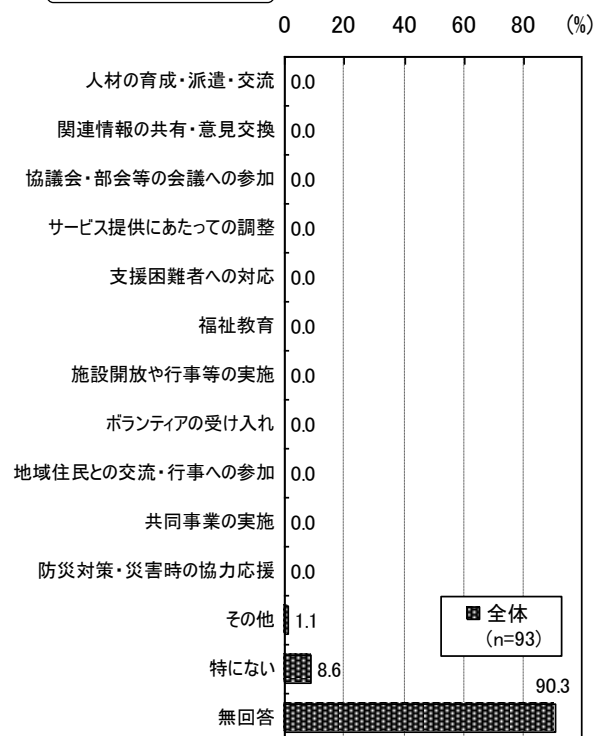 0 20 40 60 80 (%)
人材の育成・派遣・交流 0.0
関連情報の共有・意見交換 0.0
協議会・部会等の会議への参加 0.0
サービス提供にあたっての調整 0.0
支援困難者への対応 0.0
福祉教育 0.0
施設開放や行事等の実施 0.0
ボランティアの受け入れ 0.0
地域住民との交流・行事への参加 0.0
共同事業の実施 0.0
防災対策・災害時の協力応援 0.0
その他 1.1
全体
(n=93)
特にない 8.6
無回答 90.3